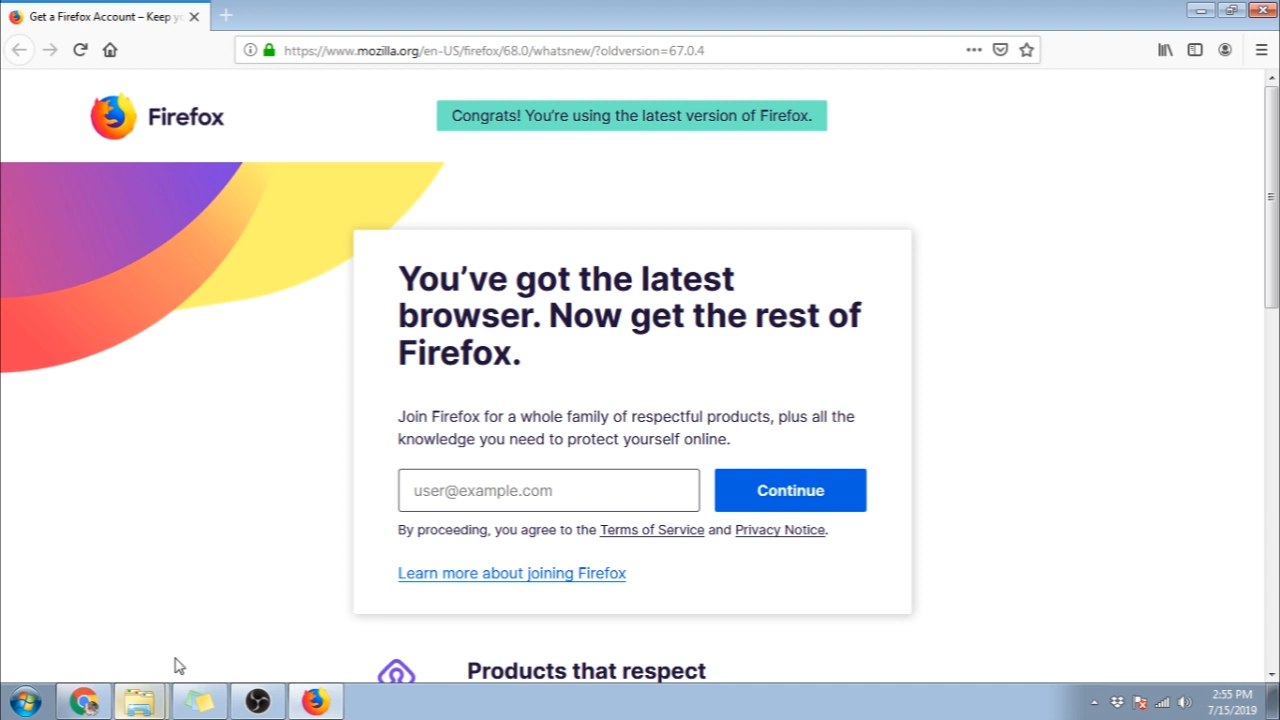 Get a Firefox Account – Keep yo
https://www.mozilla.org/en-US/firefox/68.0/whatsnew/?oldversion=67.0.4
Firefox
Congrats! You're using the latest version of Firefox.
You've got the latest
browser. Now get the rest of
Firefox.
Join Firefox for a whole family of respectful products, plus all the
knowledge you need to protect yourself online.
user@example.com
Continue
By proceeding, you agree to the Terms of Service and Privacy Notice.
Learn more about joining Firefox
Products that respect
2:55 PM
7/15/2019